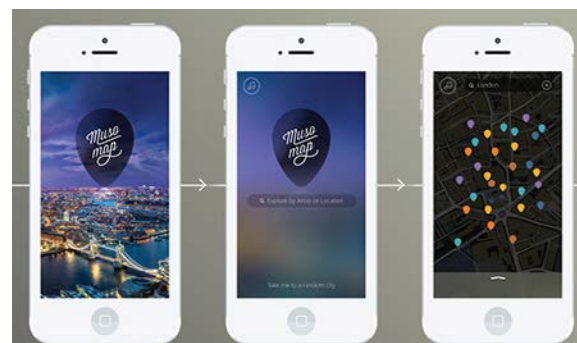 Muso
map
Muso
map
Explore by Artist or Location
Take me to a random city
London